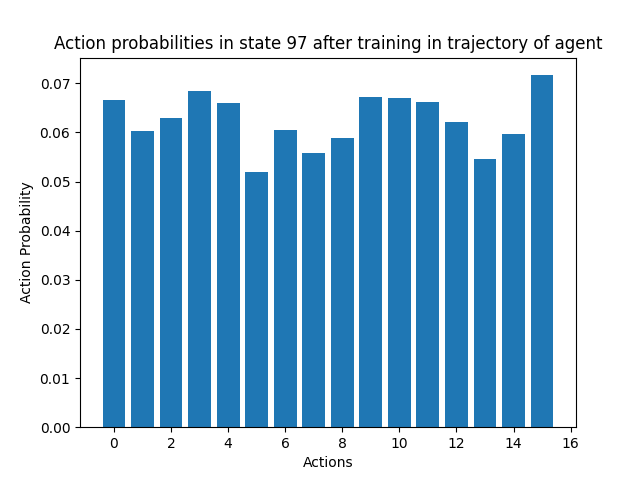 Action probabilities in state 97 after training in trajectory of agent
0.07
0.06
0.05
0.04
0.03
0.02
0.01
0.00
Action Probability
0 2 4 6 8 10 12 14 16
Actions